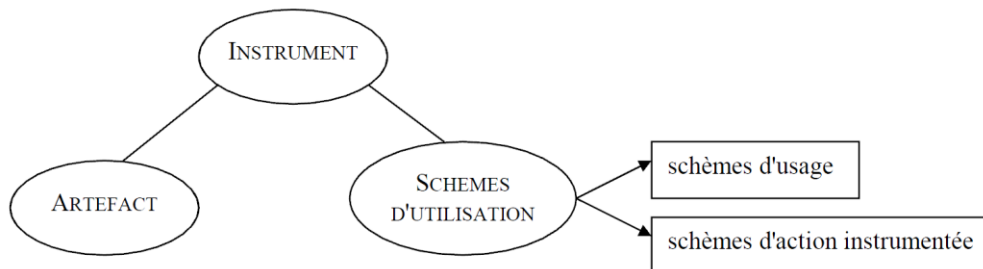 INSTRUMENT
ARTEFACT
SCHEMES
D'UTILISATION
schèmes d'usage
schèmes d'action instrumentée